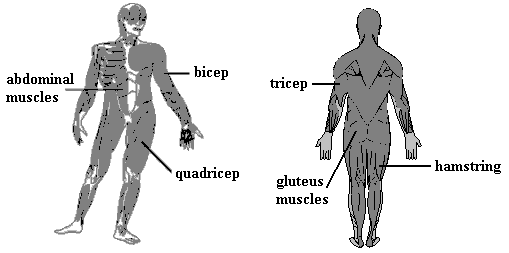 abdominal
muscles
bicep
quadricep
tricep
gluteus
muscles
hamstring